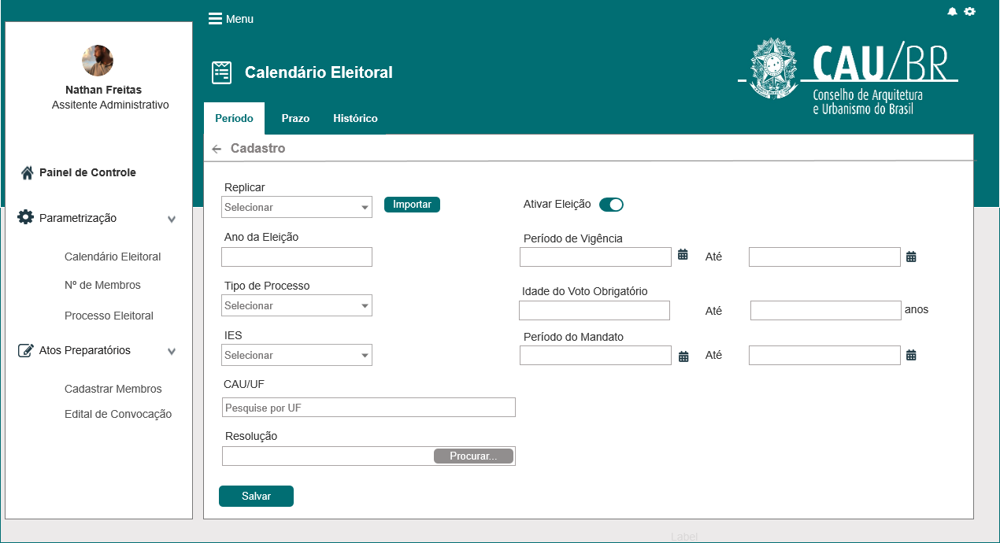 Menu
Nathan Freitas
Assitente Administrativo
Painel de Controle
Parametrização
Calendário Eleitoral
Nº de Membros
Processo Eleitoral
Atos Preparatórios
Cadastrar Membros
Edital de Convocação
Calendário Eleitoral
CAU/BR
Conselho de Arquitetura
e Urbanismo do Brasil
Período Prazo Histórico
Cadastro
Replicar
Selecionar Importar
Ativar Eleição
Ano da Eleição
Período de Vigência
Até
Tipo de Processo
Selecionar
Idade do Voto Obrigatório
Até anos
IES
Selecionar
Período do Mandato
Até
CAU/UF
Pesquise por UF
Resolução
Procurar...
Salvar
Label